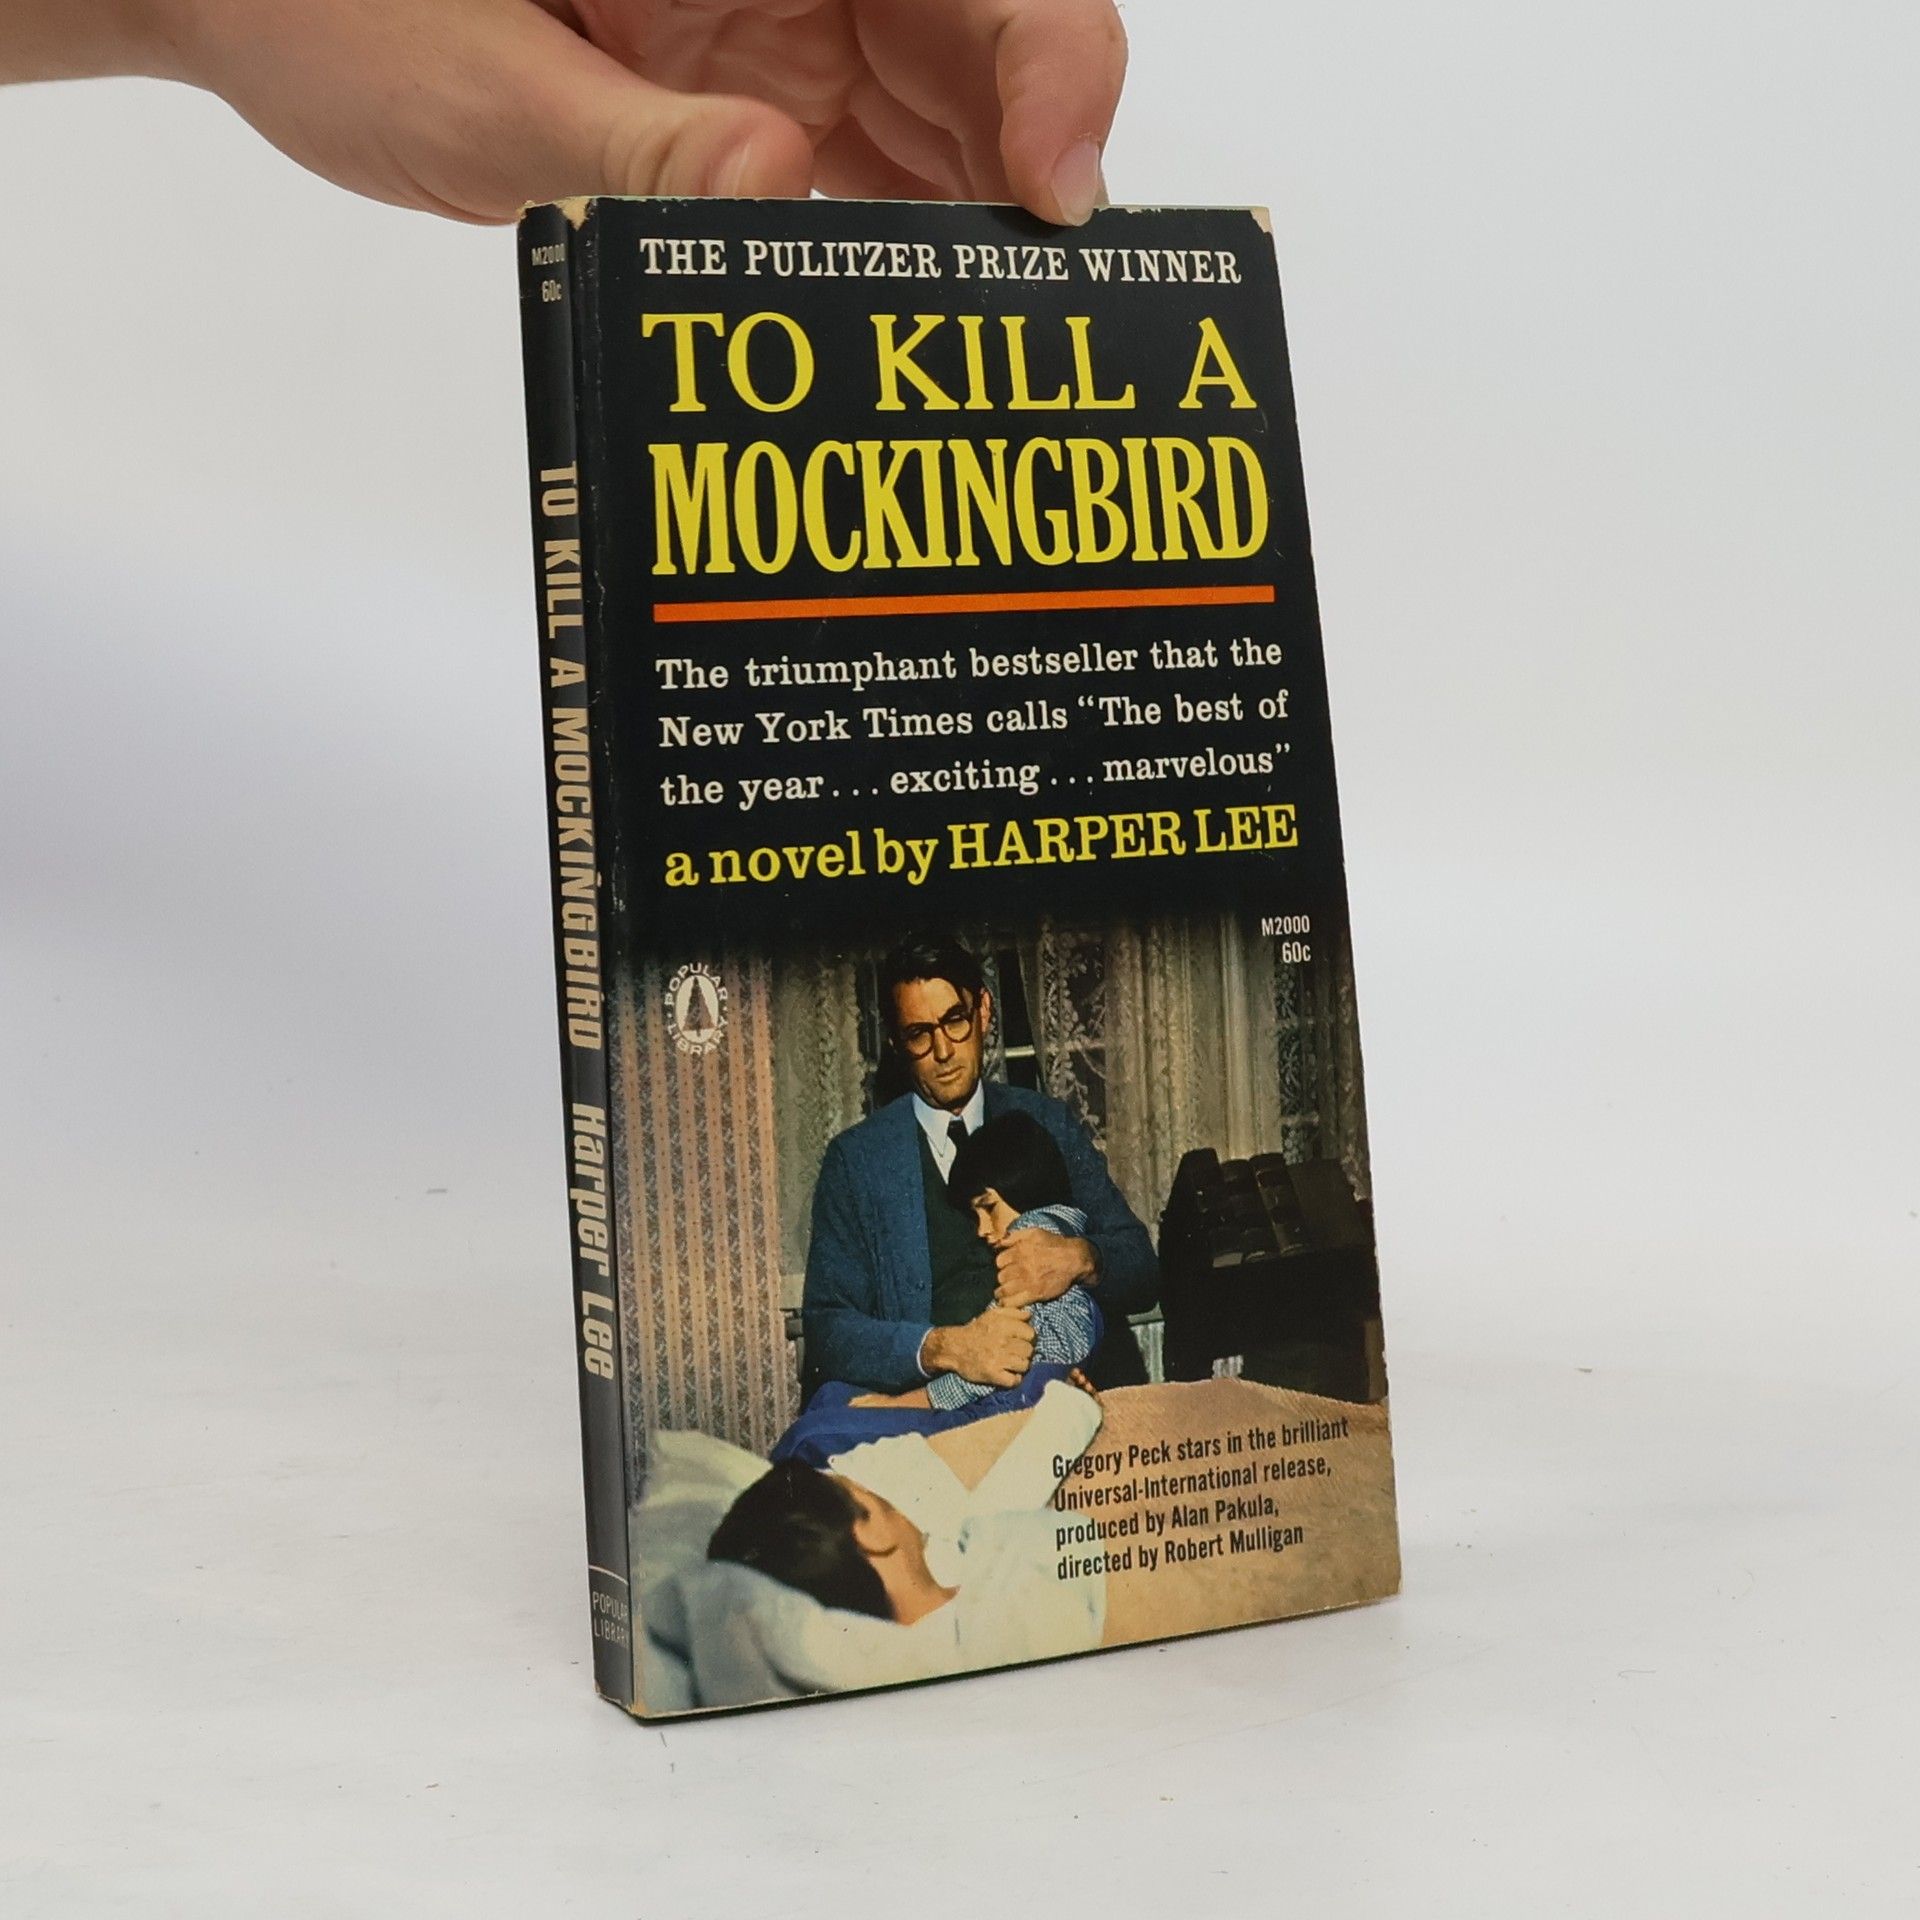 M2000
60c
TO KILL A MOCKINGBIRD Harper Lee
POPULAR
LIBRARY
THE PULITZER PRIZE WINNER
TO KILL A
MOCKINGBIRD
The triumphant bestseller that the
New York Times calls “The best of
the year... exciting... marvelous”
a novel by HARPER LEE
M2000
60c
POPULAR
LIBRARY
Gregory Peck stars in the brilliant
Universal-International release,
produced by Alan Pakula,
directed by Robert Mulligan